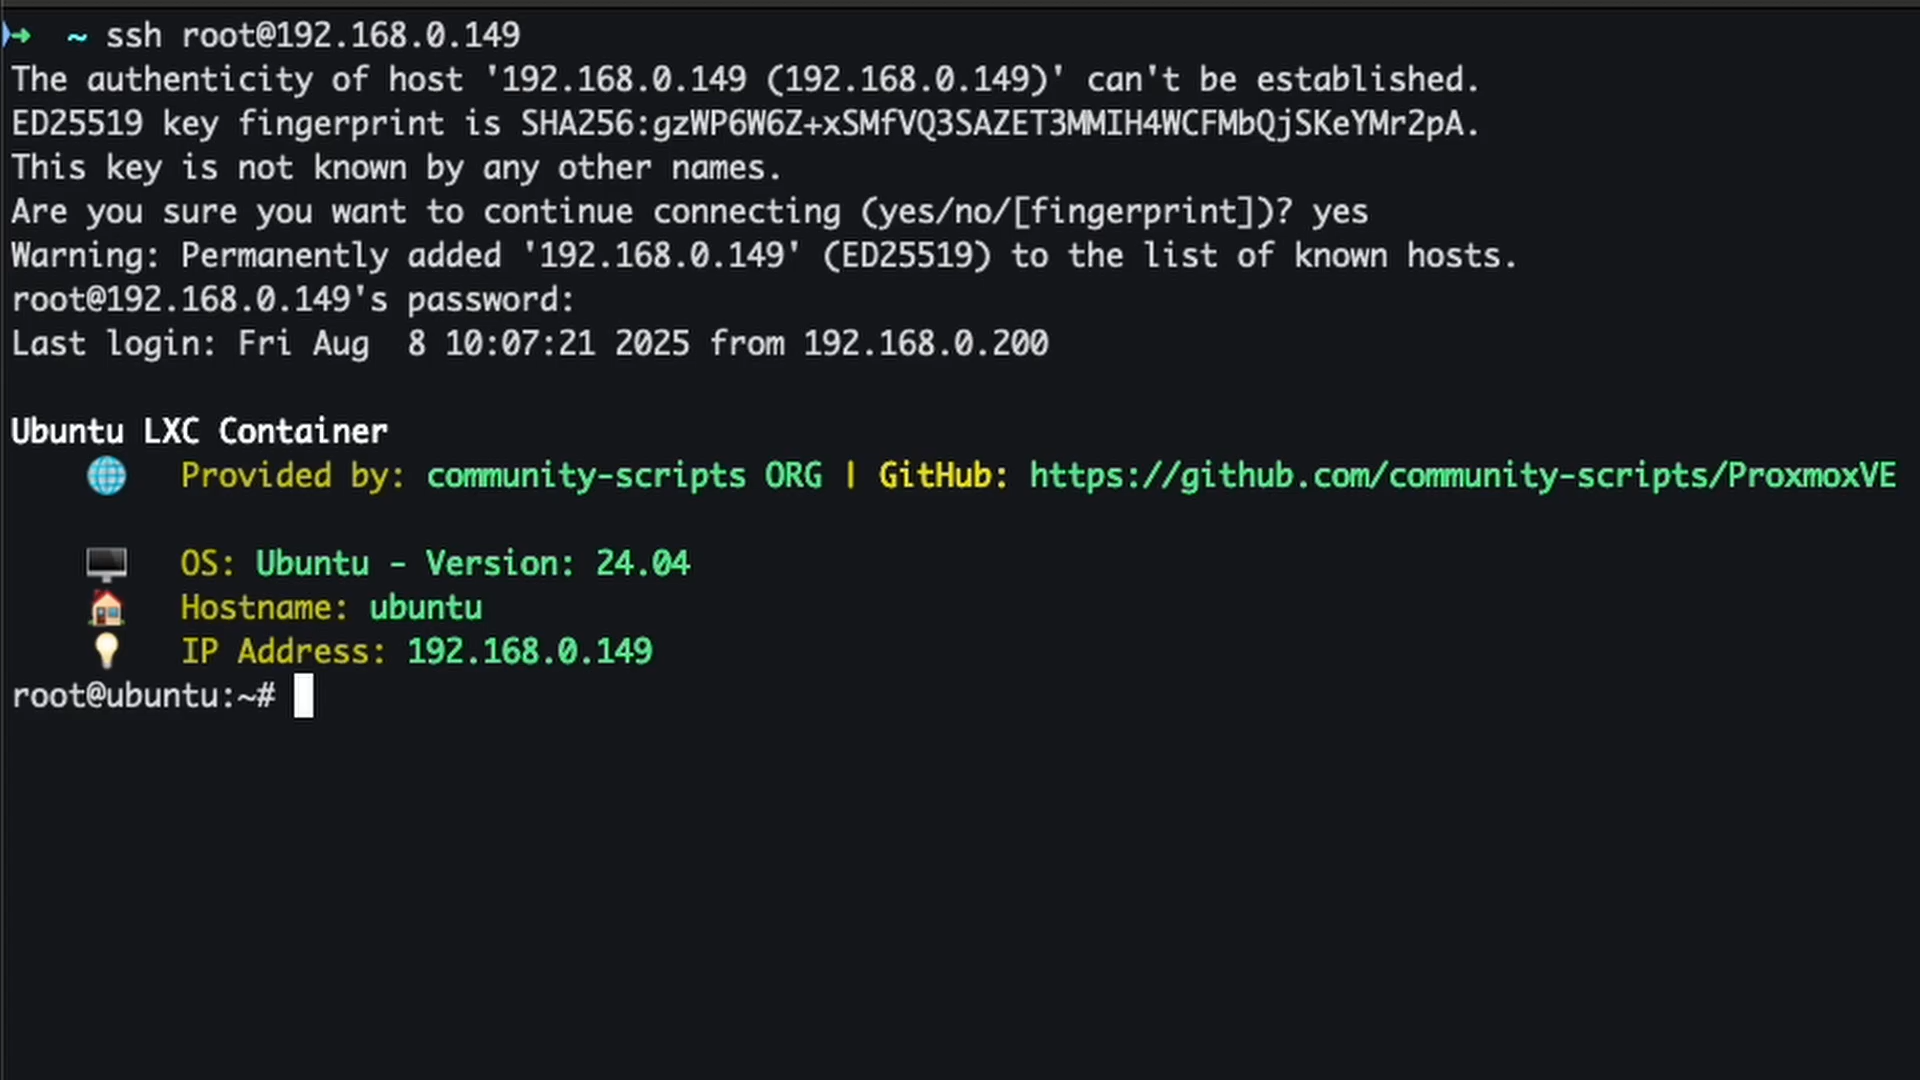 ➜  ~ ssh root@192.168.0.149
The authenticity of host '192.168.0.149 (192.168.0.149)' can't be established.
ED25519 key fingerprint is SHA256:gzWP6W6Z+xSMfVQ3SAZET3MMIH4WCFMbQjSKeYMr2pA.
This key is not known by any other names.
Are you sure you want to continue connecting (yes/no/[fingerprint])? yes
Warning: Permanently added '192.168.0.149' (ED25519) to the list of known hosts.
root@192.168.0.149's password:
Last login: Fri Aug  8 10:07:21 2025 from 192.168.0.200
Ubuntu LXC Container
🌐   Provided by: community-scripts ORG | GitHub: https://github.com/community-scripts/ProxmoxVE
🖥️   OS: Ubuntu - Version: 24.04
🏠   Hostname: ubuntu
💡   IP Address: 192.168.0.149
root@ubuntu:~#